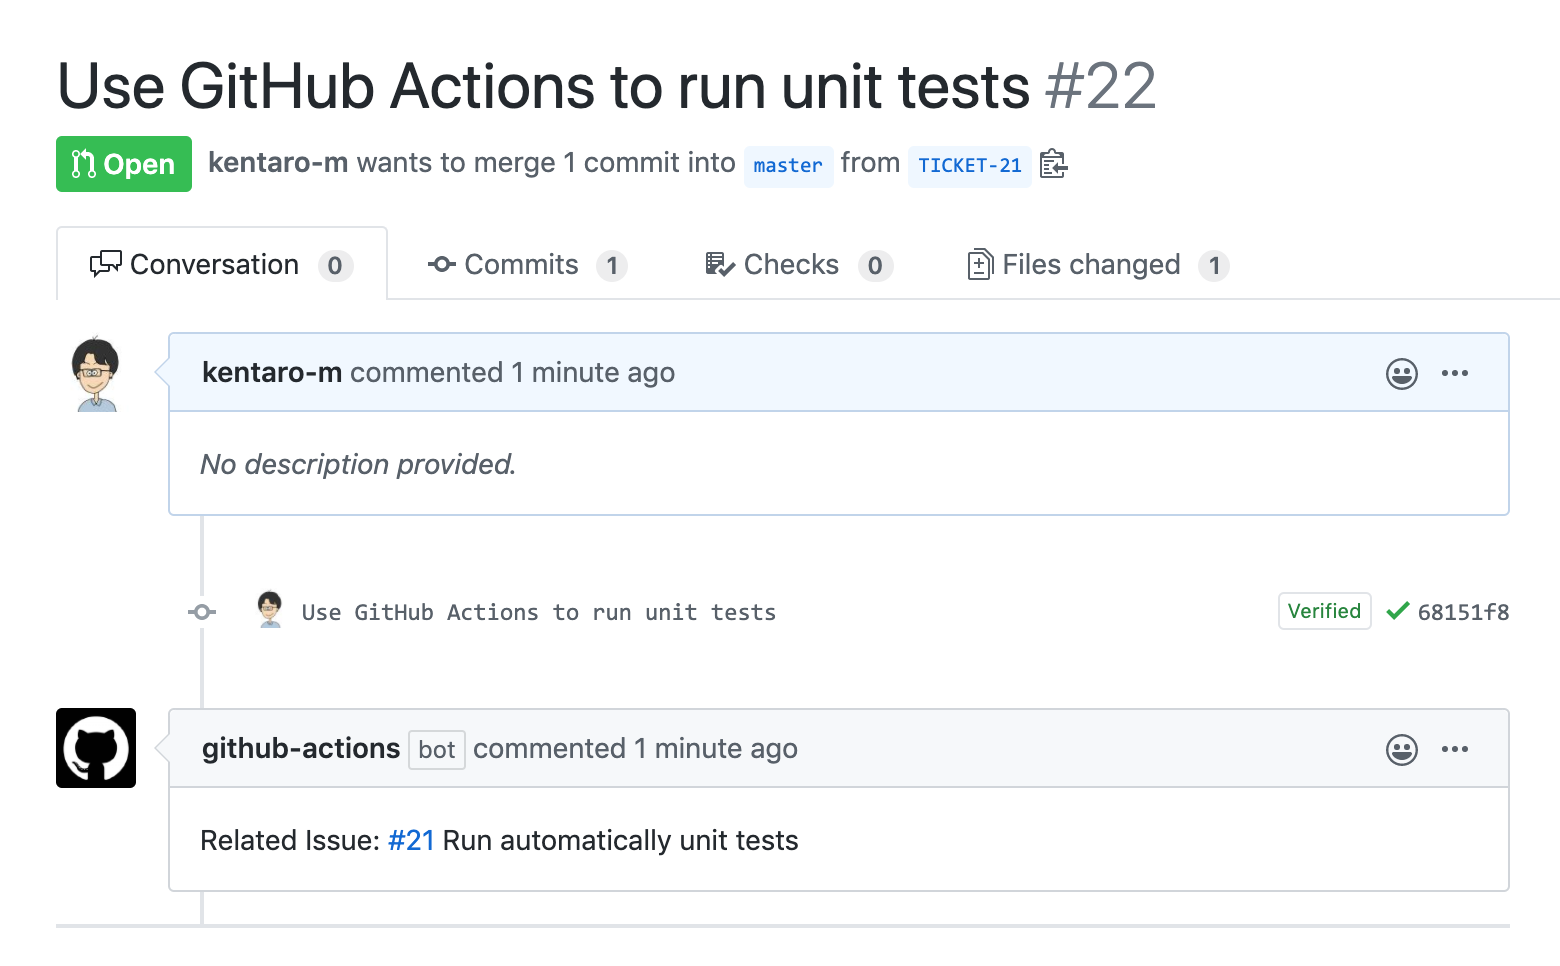 Use GitHub Actions to run unit tests #22
Open kentaro-m wants to merge 1 commit into master from TICKET-21
Conversation 0 Commits 1 Checks 0 Files changed 1
kentaro-m commented 1 minute ago
No description provided.
Use GitHub Actions to run unit tests Verified 68151f8
github-actions bot commented 1 minute ago
Related Issue: #21 Run automatically unit tests